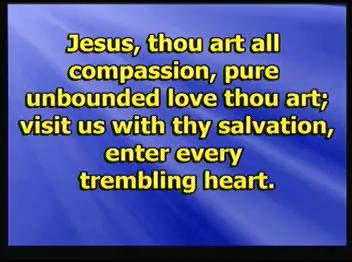 Jesus, thou art all
compassion, pure
unbounded love thou art;
visit us with thy salvation,
enter every
trembling heart.